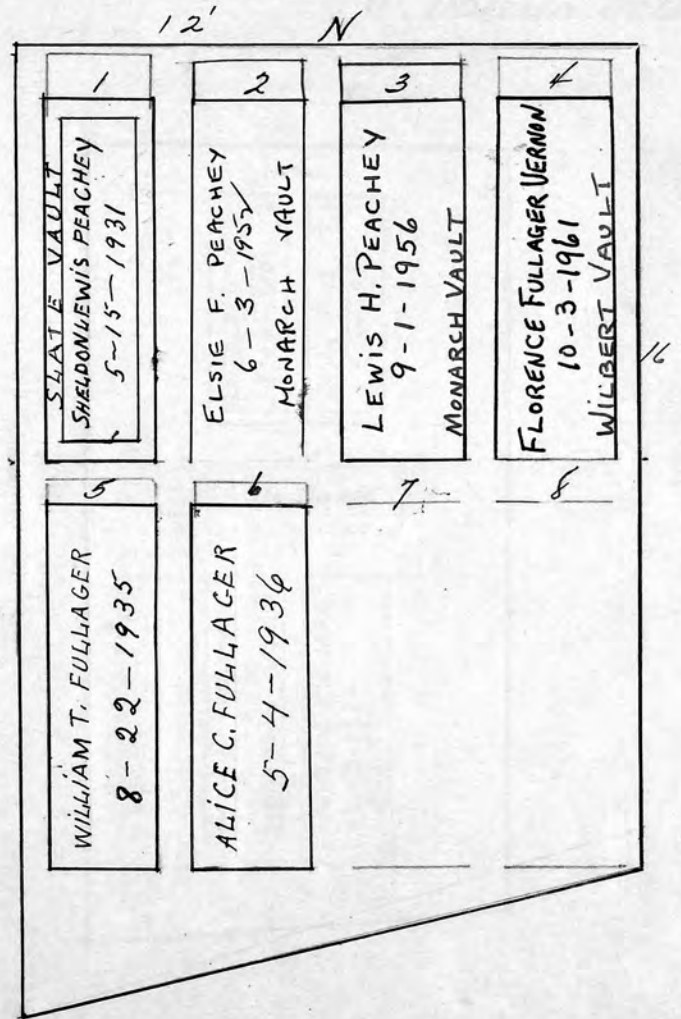 12' N
1
SLATE VAULT
SHELDON LEWIS PEACHEY
5-15-1931
2
ELSIE F. PEACHEY
6-3-1952
MONARCH VAULT
3
LEWIS H. PEACHEY
9-1-1956
MONARCH VAULT
4
FLORENCE FULLAGER VERNON
10-3-1961
WILBERT VAULT
16
5
WILLIAM T. FULLAGER
8-22-1935
6
ALICE C. FULLAGER
5-4-1936
7
8